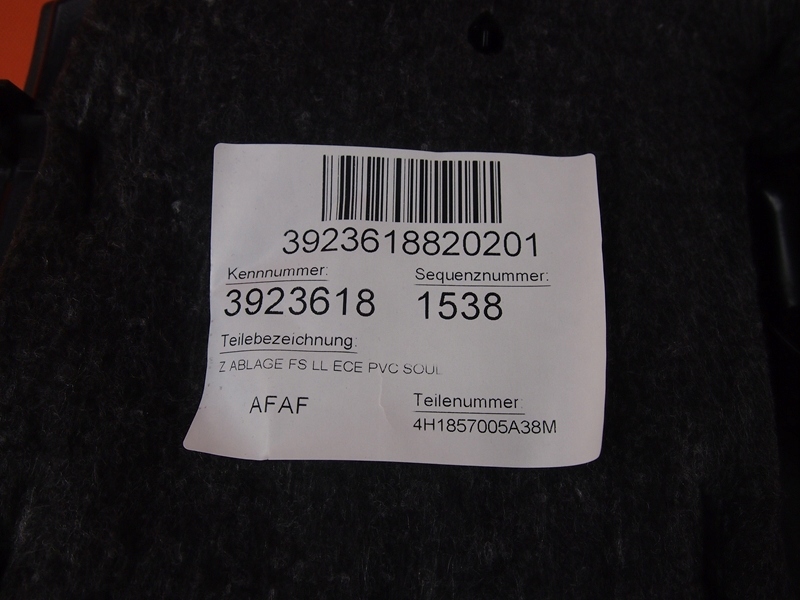 3923618820201
Kennnummer: Sequenznummer:
3923618 1538
Teilebezeichnung:
Z ABLAGE FS LL ECE PVC SOUL
AFAF Teilenummer:
4H1857005A38M